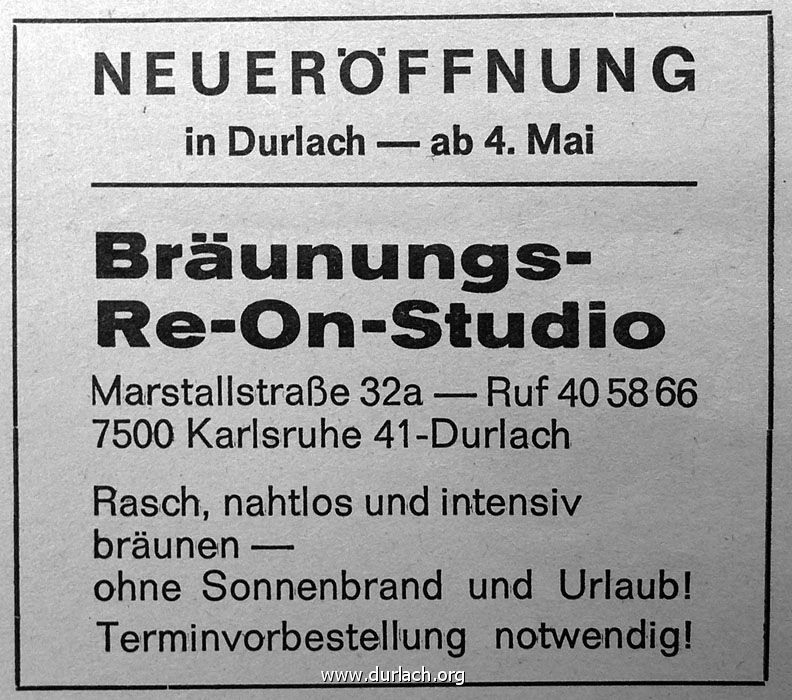 NEUERÖFFNUNG
in Durlach — ab 4. Mai
Bräunungs-
Re-On-Studio
Marstallstraße 32a — Ruf 40 58 66
7500 Karlsruhe 41-Durlach
Rasch, nahtlos und intensiv
bräunen —
ohne Sonnenbrand und Urlaub!
Terminvorbestellung notwendig!
www.durlach.org